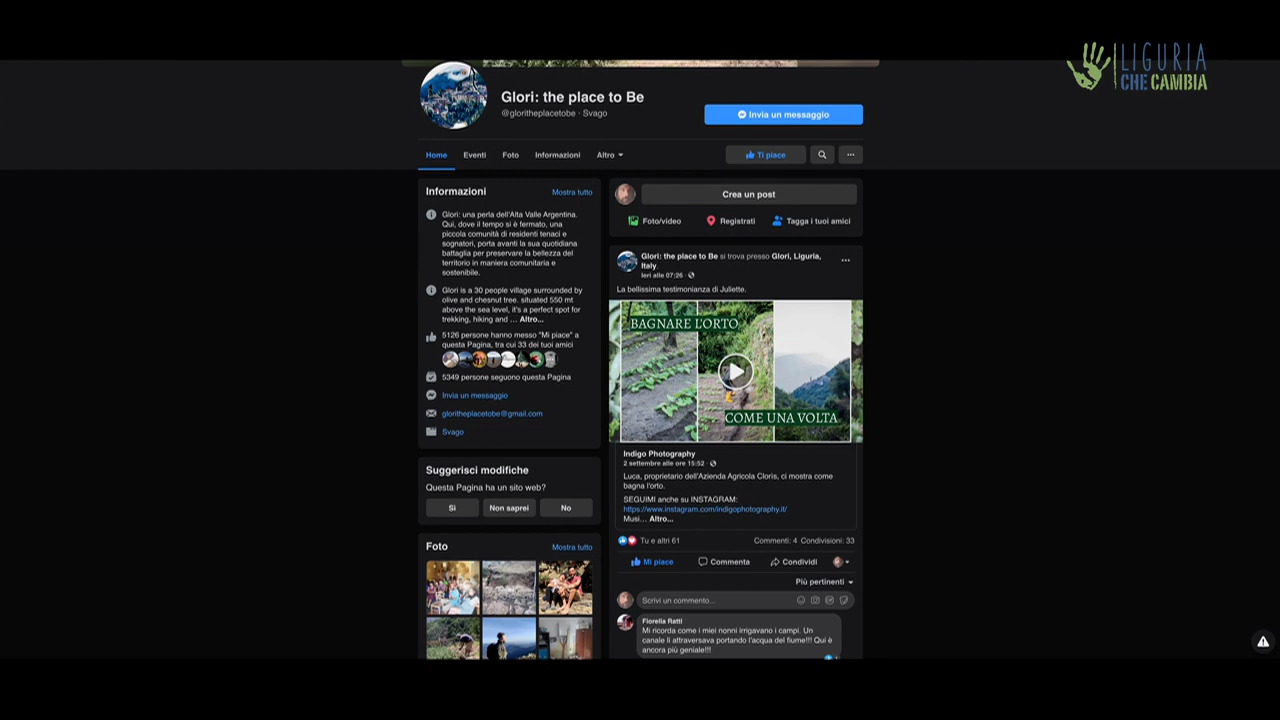 LIGURIA
CHE CAMBIA
Glori: the place to Be
@gloritheplacetobe · Svago
Invia un messaggio
Home
Eventi
Foto
Informazioni
Altro
Ti piace
Informazioni
Mostra tutto
Glori: una perla dell'Alta Valle Argentina.
Qui, dove il tempo si è fermato, una
piccola comunità di residenti tenaci e
sognatori, porta avanti la sua quotidiana
battaglia per preservare la bellezza del
territorio in maniera comunitaria e
sostenibile.
Glori is a 30 people village surrounded by
olive and chesnut tree. situated 550 mt
above the sea level, it's a perfect spot for
trekking, hiking and ... Altro...
5126 persone hanno messo "Mi piace" a
questa Pagina, tra cui 33 dei tuoi amici
5349 persone seguono questa Pagina
Invia un messaggio
gloritheplacetobe@gmail.com
Svago
Suggerisci modifiche
Questa Pagina ha un sito web?
Sì
Non saprei
No
Foto
Mostra tutto
Crea un post
Foto/video
Registrati
Tagga i tuoi amici
Glori: the place to Be si trova presso Glori, Liguria,
Italy
Ieri alle 07:26 ·
La bellissima testimonianza di Juliette.
BAGNARE L'ORTO
COME UNA VOLTA
Indigo Photography
2 settembre alle ore 15:52 ·
Luca, proprietario dell'Azienda Agricola Cloris, ci mostra come
bagna l'orto.
SEGUIMI anche su INSTAGRAM:
https://www.instagram.com/indigophotography.it/
Musi... Altro...
Tu e altri 61
Commenti: 4 Condivisioni: 33
Mi piace
Commenta
Condividi
Più pertinenti
Scrivi un commento...
Fiorella Ratti
Mi ricorda come i miei nonni irrigavano i campi. Un
canale li attraversava portando l'acqua del fiume!!! Qui è
ancora più geniale!!!